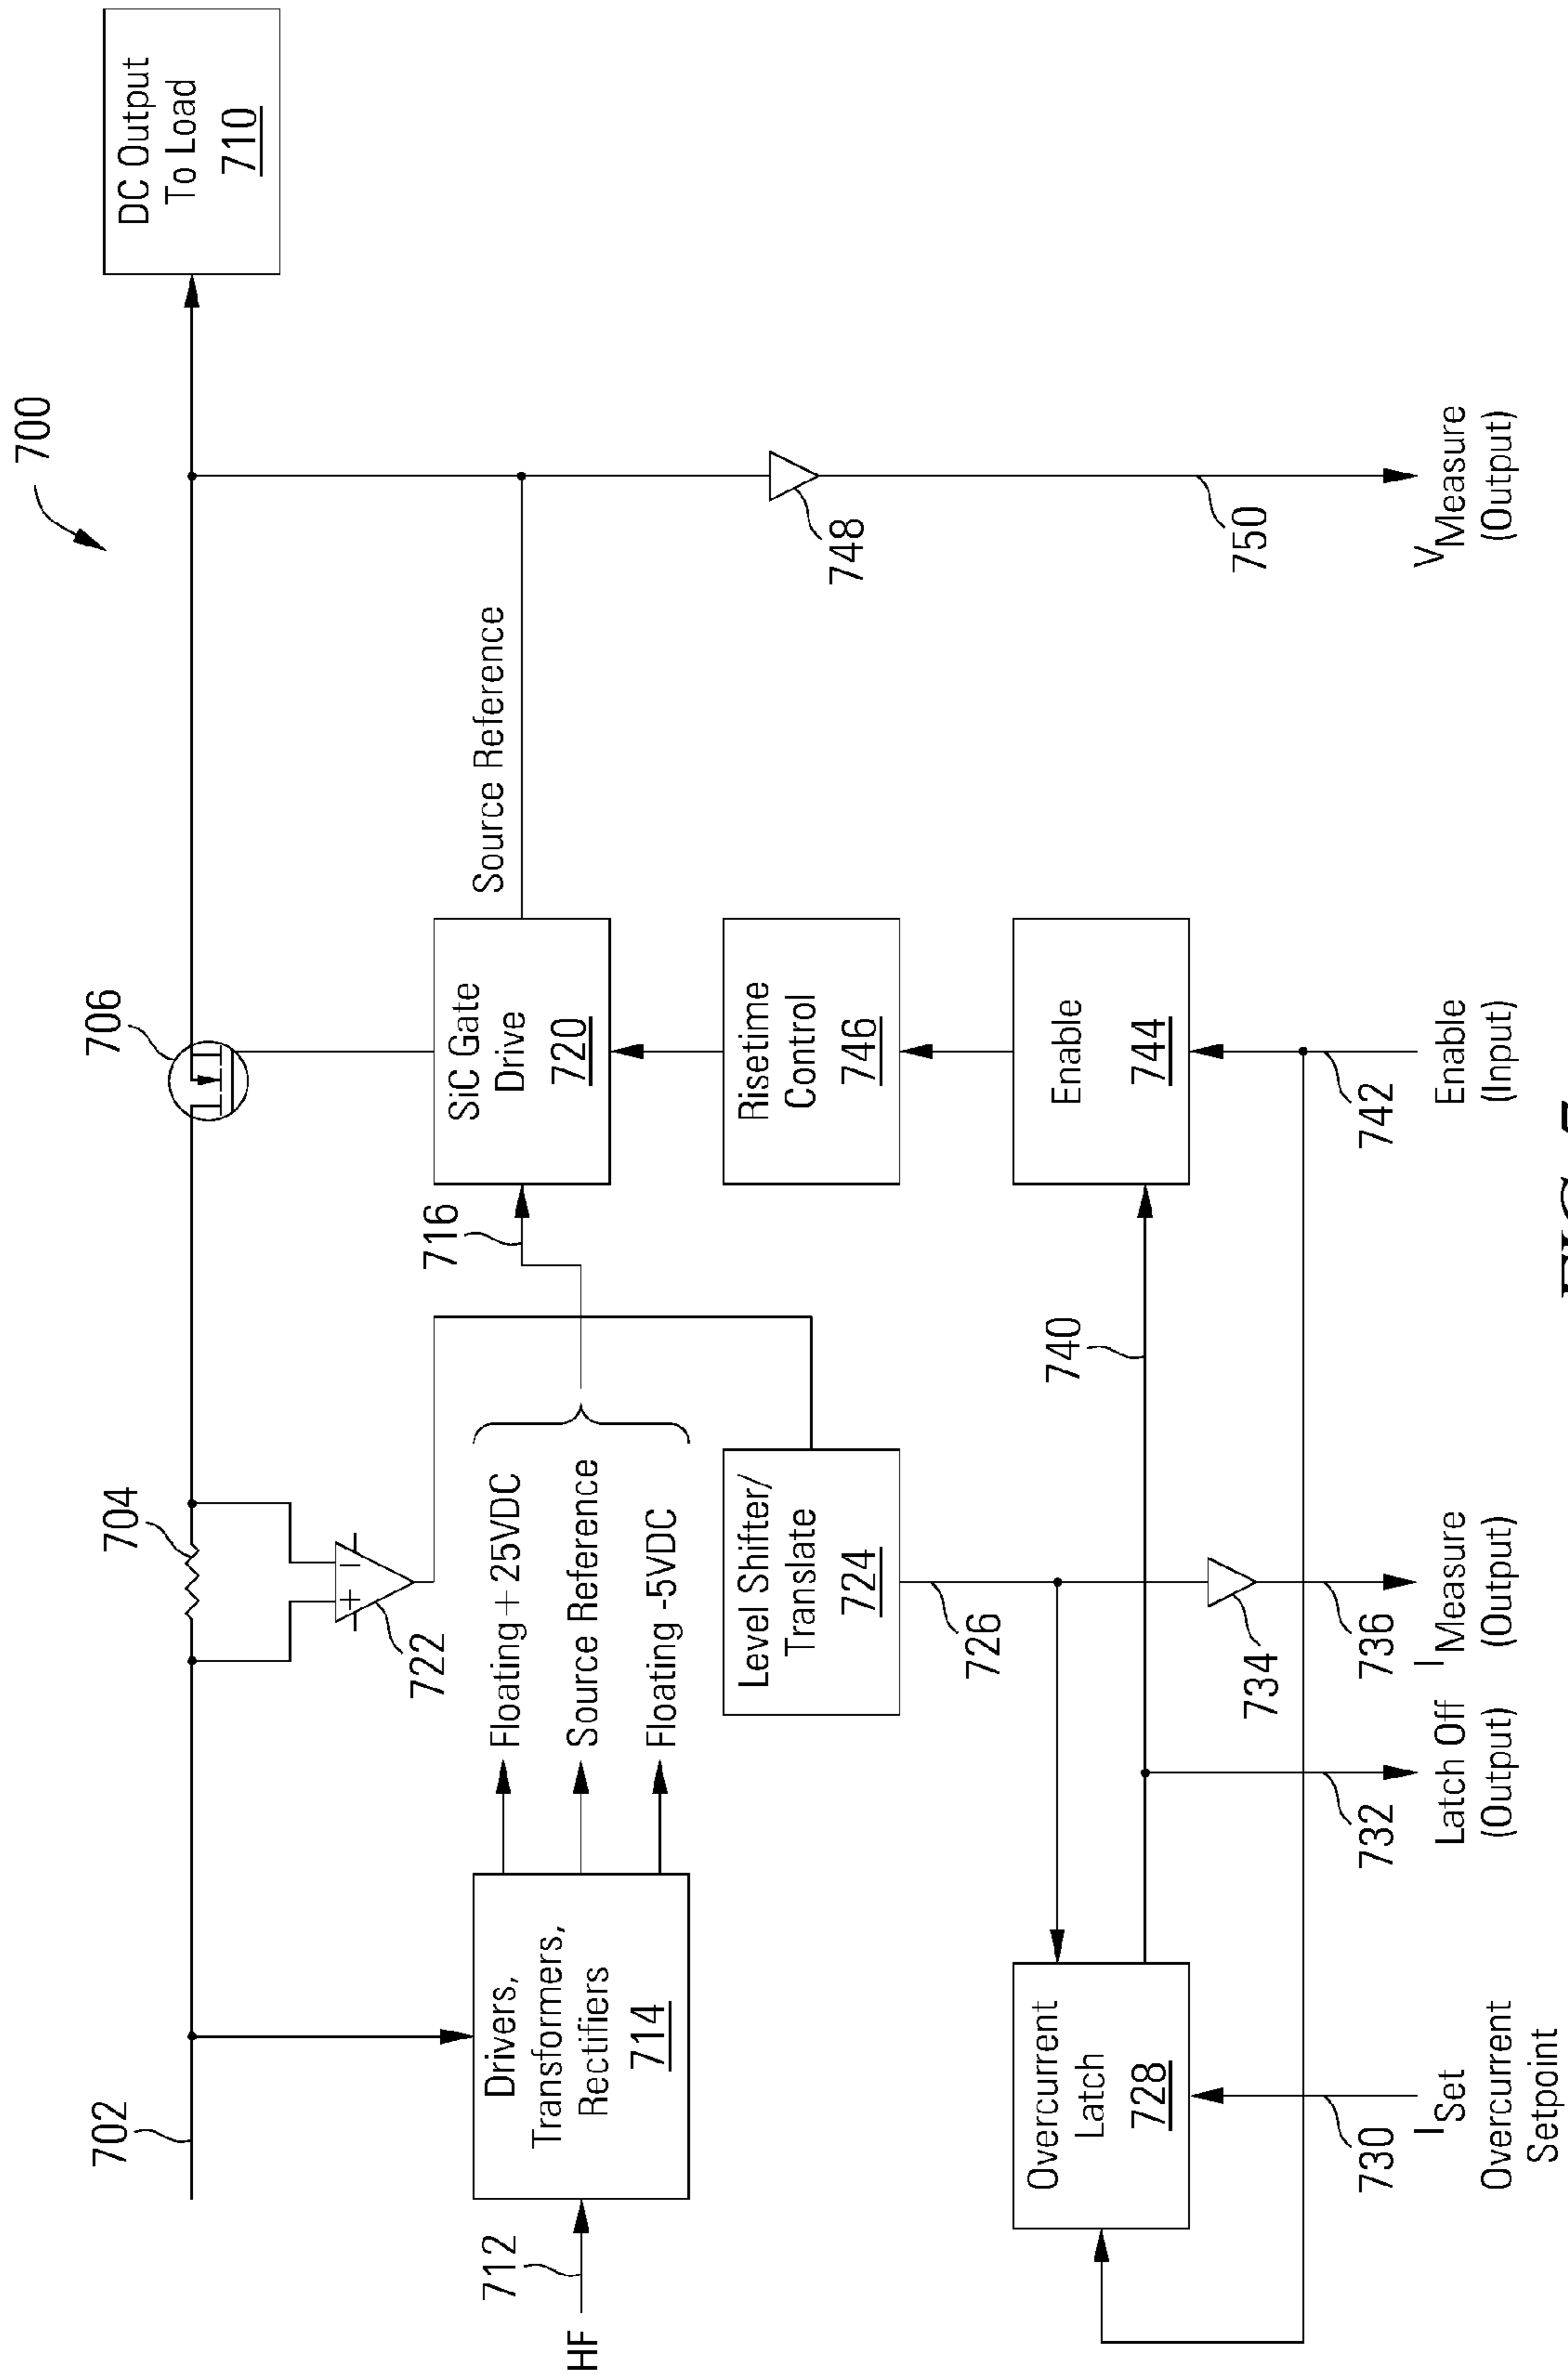 700
DC Output
To Load
710
702
704
706
722
716
712
HF
Drivers,
Transformers,
Rectifiers
714
Floating +25VDC
Source Reference
Floating -5VDC
SiC Gate
Drive
720
Source Reference
Level Shifter/
Translate
724
Risetime
Control
746
748
726
740
Overcurrent
Latch
728
Enable
744
734
750
730
732
736
742
ISet
Overcurrent
Setpoint
Latch Off
(Output)
IMeasure
(Output)
Enable
(Input)
VMeasure
(Output)